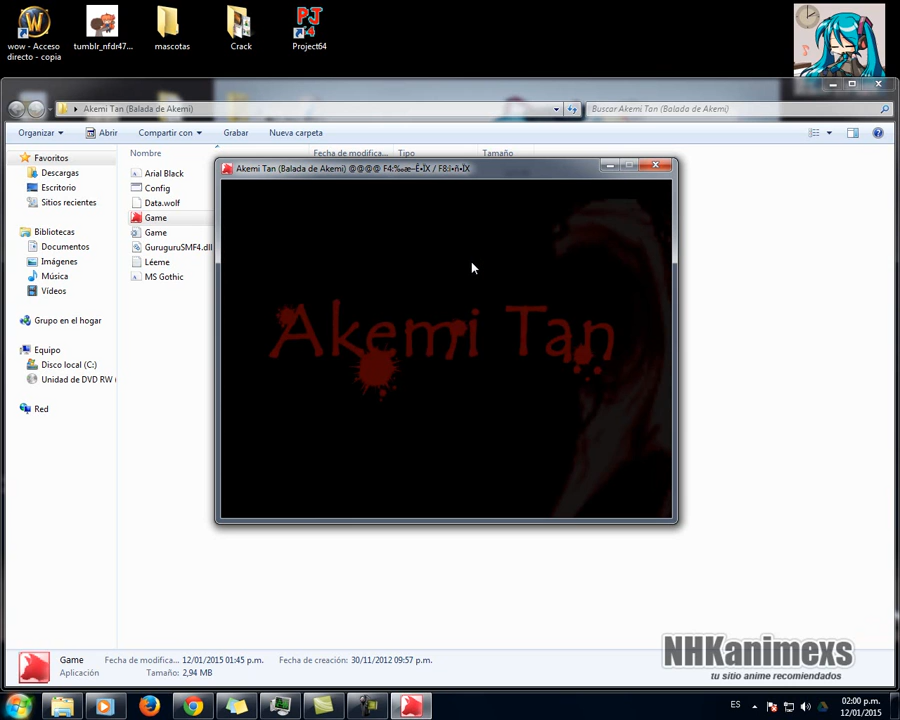 wow - Acceso
directo - copia
tumblr_nfdr47...
mascotas
Crack
Project64
Akemi Tan (Balada de Akemi)
Buscar Akemi Tan (Balada de Akemi)
Organizar
Abrir
Compartir con
Grabar
Nueva carpeta
Favoritos
Descargas
Escritorio
Sitios recientes
Bibliotecas
Documentos
Imágenes
Música
Vídeos
Grupo en el hogar
Equipo
Disco local (C:)
Unidad de DVD RW (
Red
Nombre
Fecha de modifica...
Tipo
Tamaño
Arial Black
Config
Data.wolf
Game
Game
GuruguruSMF4.dll
Léeme
MS Gothic
Akemi Tan (Balada de Akemi) @@@@
Akemi Tan
Game
Fecha de modifica... 12/01/2015 01:45 p.m.
Fecha de creación: 30/11/2012 09:57 p.m.
Aplicación
Tamaño: 2,94 MB
NHKanimexs
tu sitio anime recomendados
ES
02:00 p.m.
12/01/2015